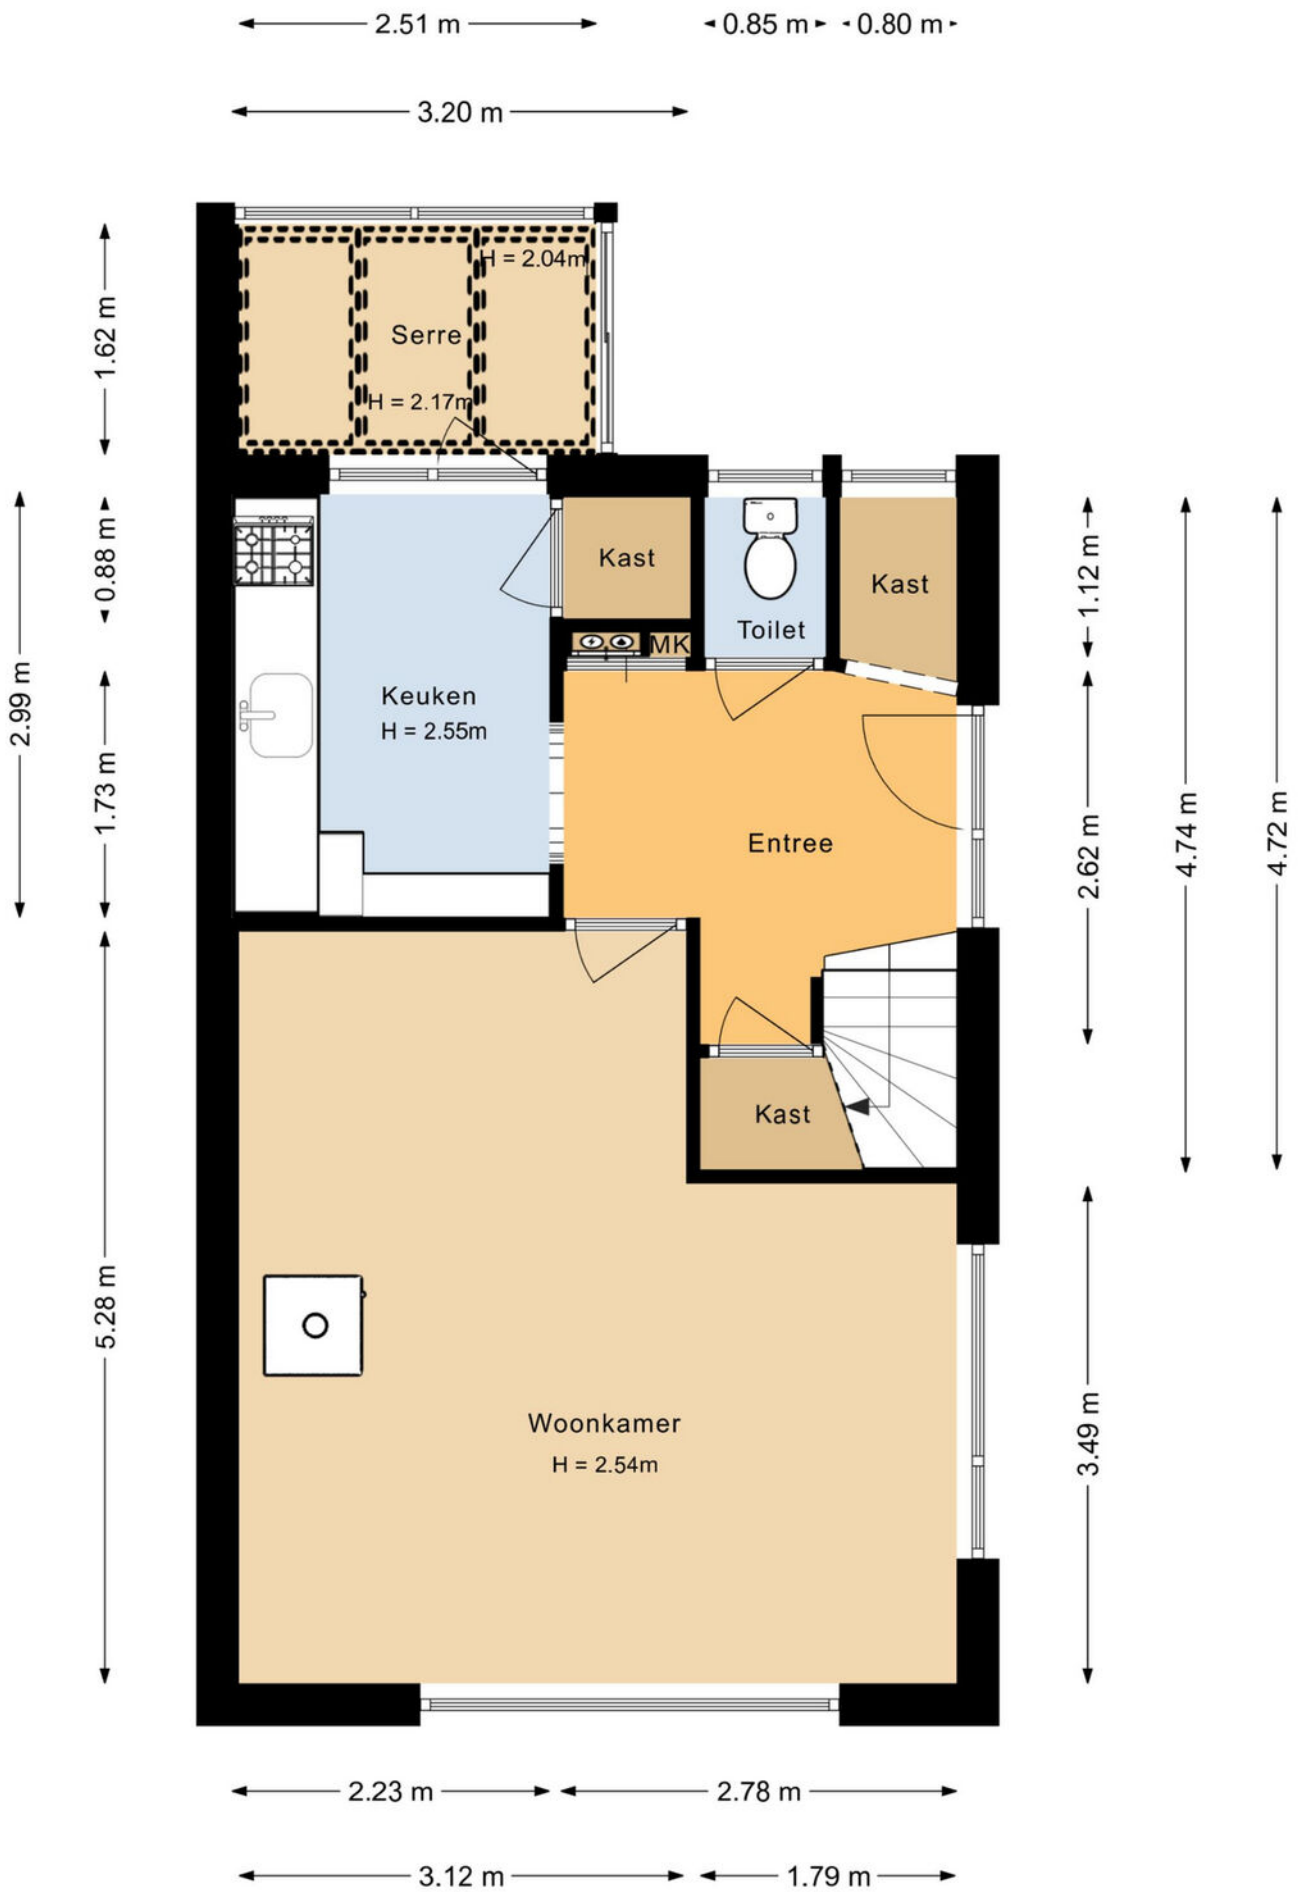 2.51 m
0.85 m
0.80 m
3.20 m
H = 2.04m
Serre
1.62 m
H = 2.17m
Kast
Kast
0.88 m
1.12 m
Toilet
MK
Keuken
H = 2.55m
2.99 m
1.73 m
Entree
2.62 m
4.74 m
4.72 m
Kast
5.28 m
Woonkamer
H = 2.54m
3.49 m
2.23 m
2.78 m
3.12 m
1.79 m